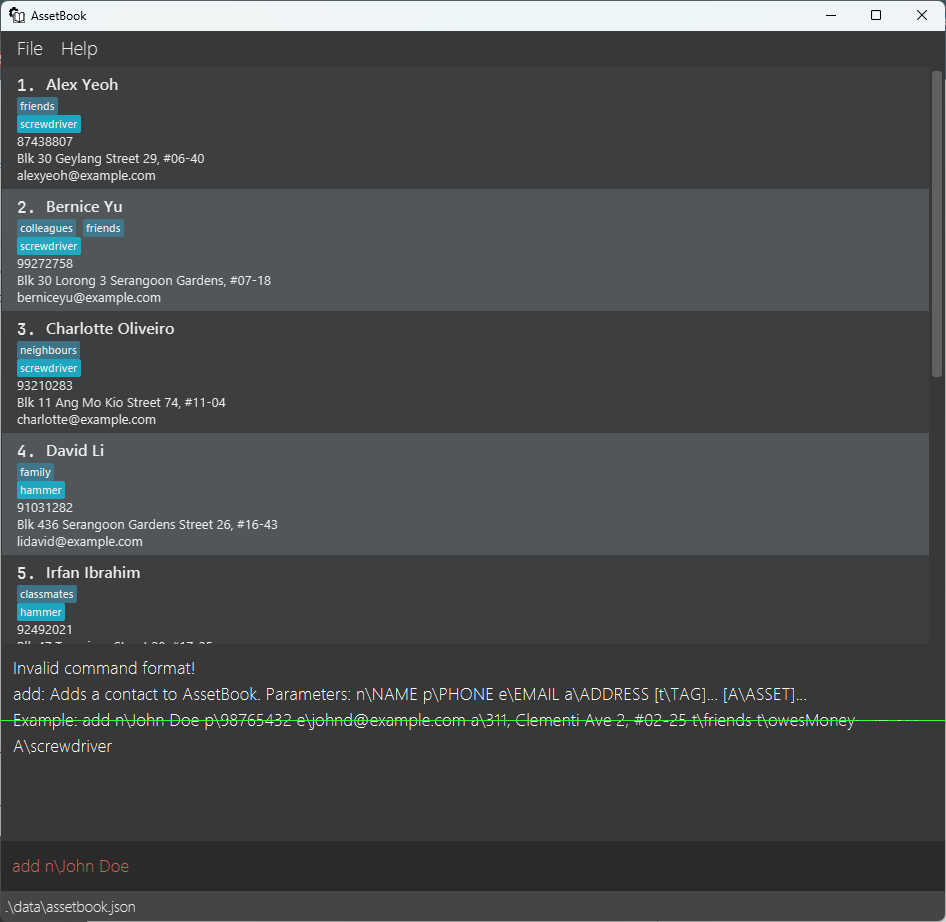 AssetBook
File Help
1. Alex Yeoh
friends
screwdriver
87438807
Blk 30 Geylang Street 29, #06-40
alexyeoh@example.com
2. Bernice Yu
colleagues friends
screwdriver
99272758
Blk 30 Lorong 3 Serangoon Gardens, #07-18
berniceyu@example.com
3. Charlotte Oliveiro
neighbours
screwdriver
93210283
Blk 11 Ang Mo Kio Street 74, #11-04
charlotte@example.com
4. David Li
family
hammer
91031282
Blk 436 Serangoon Gardens Street 26, #16-43
lidavid@example.com
5. Irfan Ibrahim
classmates
hammer
92492021
Invalid command format!
add: Adds a contact to AssetBook. Parameters: n\NAME p\PHONE e\EMAIL a\ADDRESS [t\TAG]... [A\ASSET]...
Example: add n\John Doe p\98765432 e\johnd@example.com a\311, Clementi Ave 2, #02-25 t\friends t\owesMoney
A\screwdriver
add n\John Doe
.\data\assetbook.json